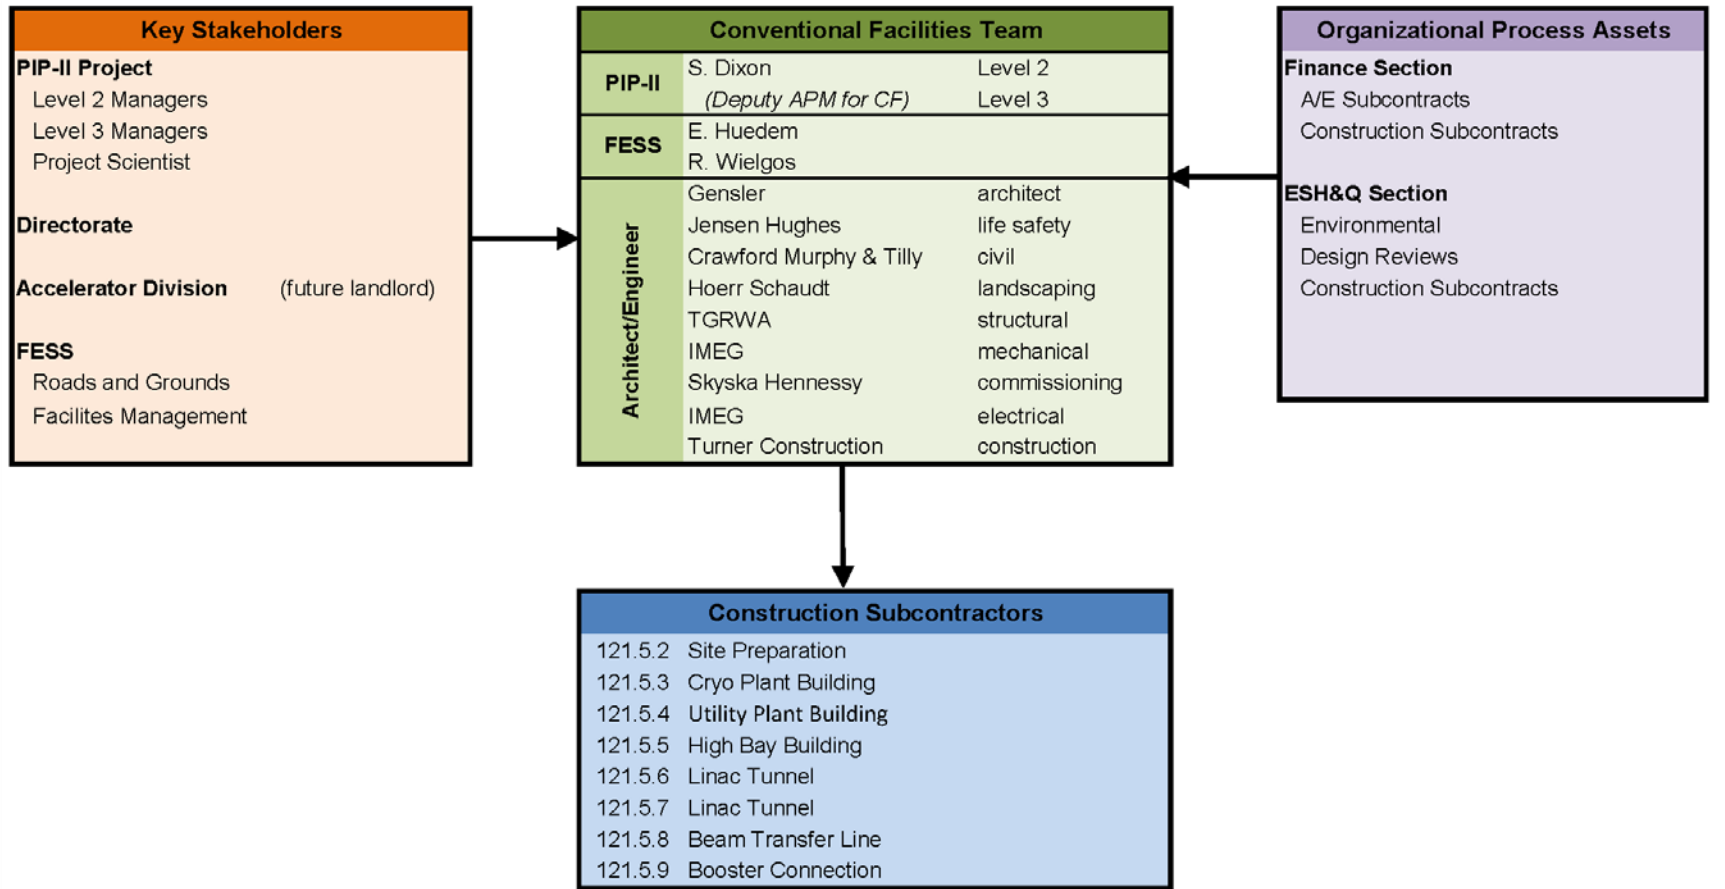 Key Stakeholders
PIP-II Project
Level 2 Managers
Level 3 Managers
Project Scientist
Directorate
Accelerator Division (future landlord)
FESS
Roads and Grounds
Facilites Management
Conventional Facilities Team
PIP-II
S. Dixon Level 2
(Deputy APM for CF) Level 3
FESS
E. Huedem
R. Wielgos
Architect/Engineer
Gensler architect
Jensen Hughes life safety
Crawford Murphy & Tilly civil
Hoerr Schaudt landscaping
TGRWA structural
IMEG mechanical
Skyska Hennessy commissioning
IMEG electrical
Turner Construction construction
Organizational Process Assets
Finance Section
A/E Subcontracts
Construction Subcontracts
ESH&Q Section
Environmental
Design Reviews
Construction Subcontracts
Construction Subcontractors
121.5.2 Site Preparation
121.5.3 Cryo Plant Building
121.5.4 Utility Plant Building
121.5.5 High Bay Building
121.5.6 Linac Tunnel
121.5.7 Linac Tunnel
121.5.8 Beam Transfer Line
121.5.9 Booster Connection